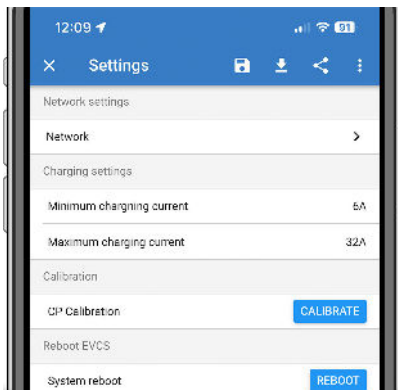 12:09 91
Settings
Network settings
Network
Charging settings
Minimum chargning current 6A
Maximum charging current 32A
Calibration
CP Calibration CALIBRATE
Reboot EVCS
System reboot REBOOT